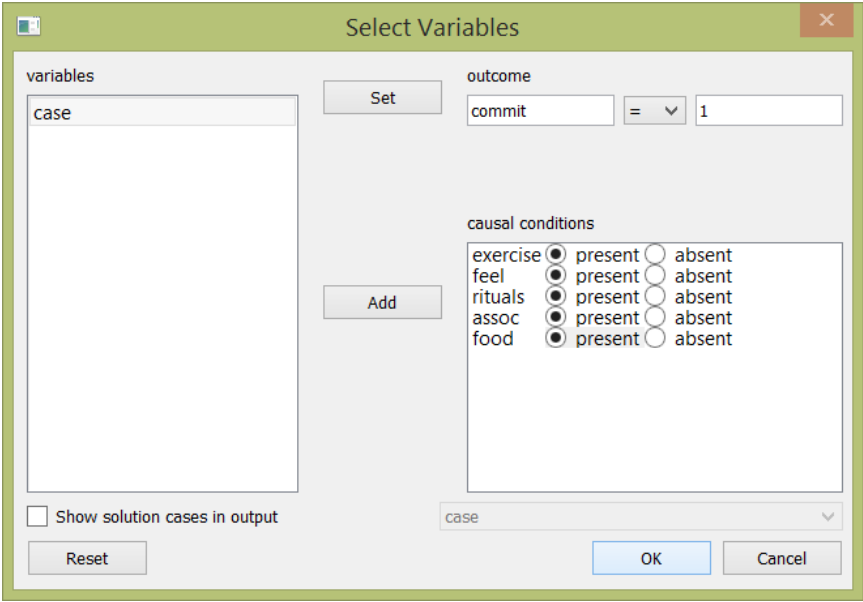 Select Variables
variables
outcome
Set
case
commit = 1
causal conditions
exercise present absent
feel present absent
rituals present absent
assoc present absent
food present absent
Add
Show solution cases in output
case
Reset
OK
Cancel